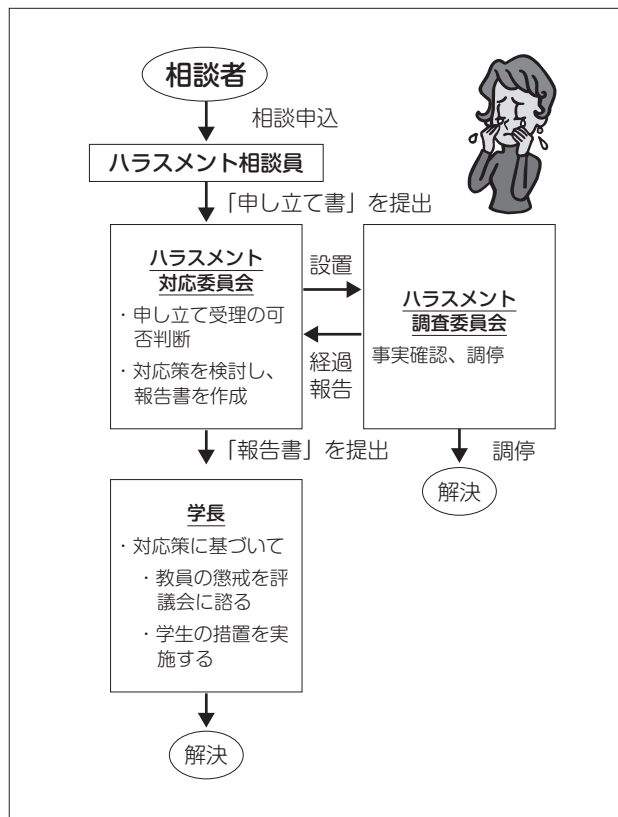 相談者
相談申込
ハラスメント相談員
「申し立て書」を提出
ハラスメント
対応委員会
・申し立て受理の可
否判断
・対応策を検討し、
報告書を作成
設置
経過
報告
ハラスメント
調査委員会
事実確認、調停
「報告書」を提出
調停
解決
学長
・対応策に基づいて
・教員の懲戒を評
議会に諮る
・学生の措置を実
施する
解決